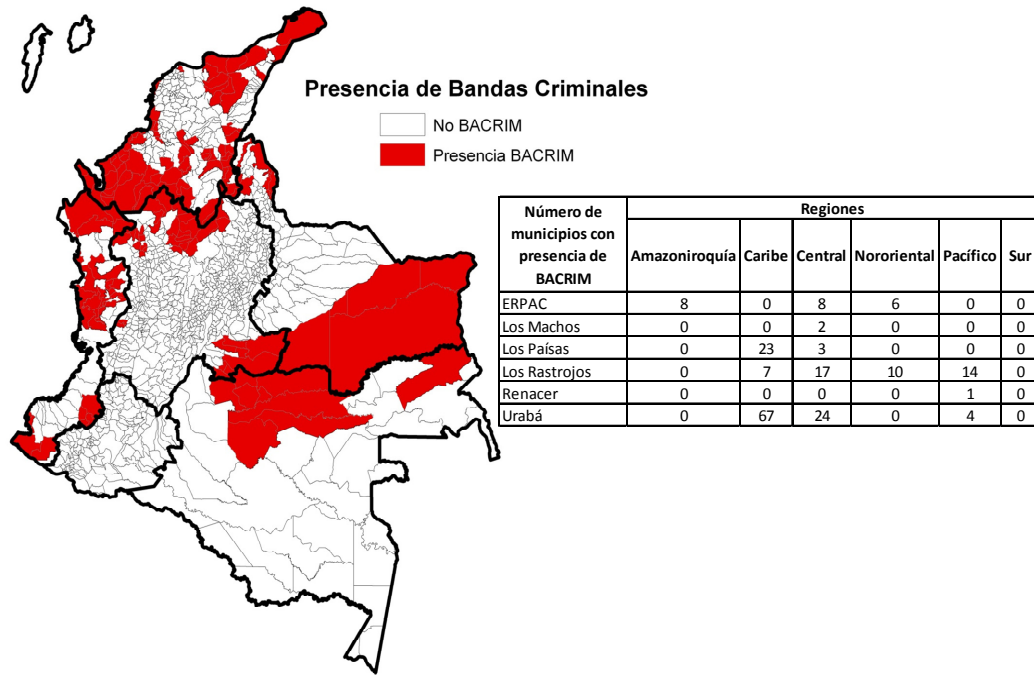 Presencia de Bandas Criminales
No BACRIM
Presencia BACRIM
Número de municipios con presencia de BACRIM
Regiones
Amazoniroquía Caribe Central Nororiental Pacífico Sur
ERPAC 8 0 8 6 0 0
Los Machos 0 0 2 0 0 0
Los Païsas 0 23 3 0 0 0
Los Rastrojos 0 7 17 10 14 0
Renacer 0 0 0 0 1 0
Urabá 0 67 24 0 4 0